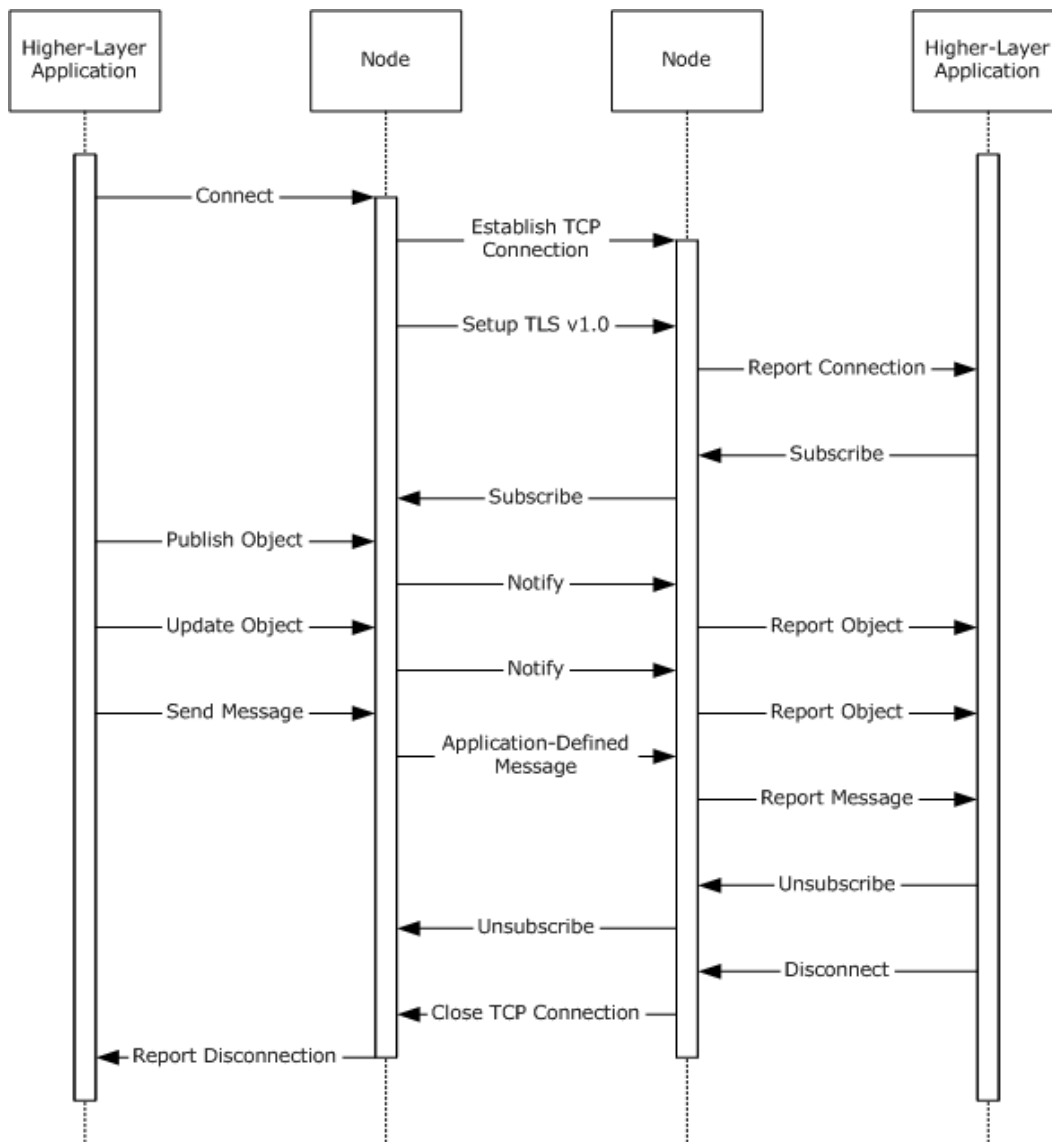 Higher-Layer
Application
Node
Node
Higher-Layer
Application
Connect
Establish TCP
Connection
Setup TLS v1.0
Report Connection
Subscribe
Subscribe
Publish Object
Notify
Update Object
Report Object
Notify
Send Message
Report Object
Application-Defined
Message
Report Message
Unsubscribe
Unsubscribe
Disconnect
Close TCP Connection
Report Disconnection